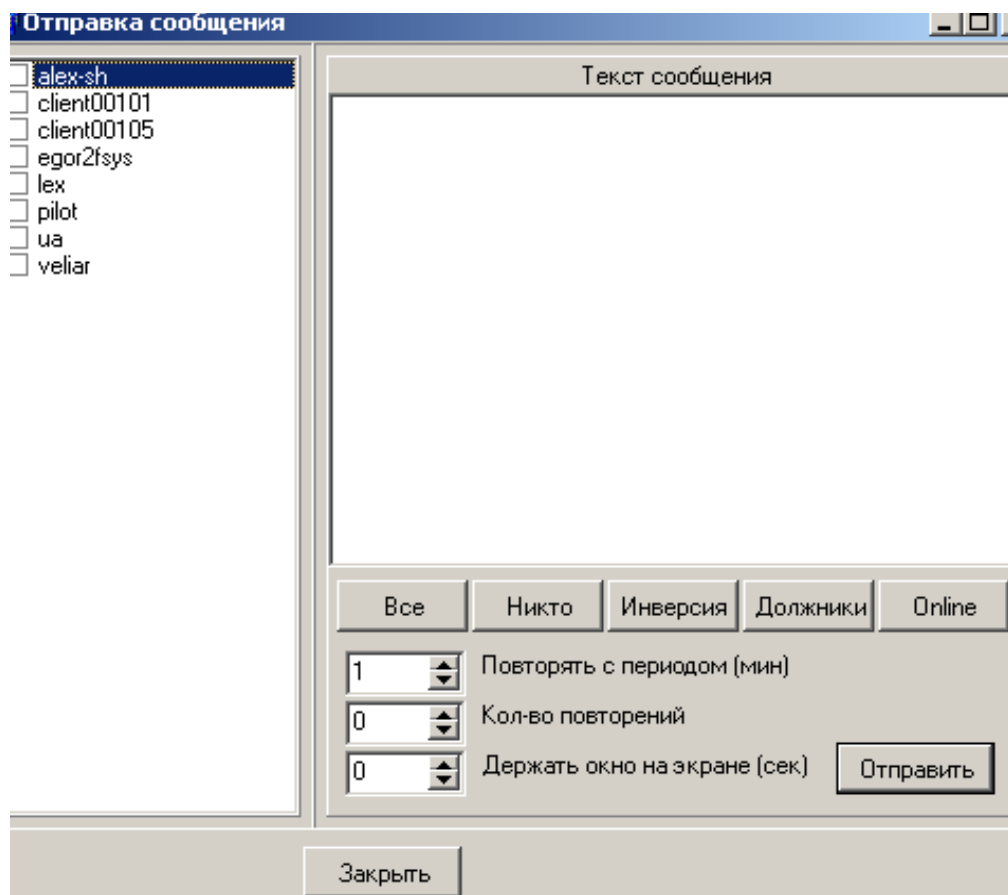 Отправка сообщения
alex-sh
client00101
client00105
egor2fsys
lex
pilot
ua
veliar
Текст сообщения
Все Никто Инверсия Должники Online
1 Повторять с периодом (мин)
0 Кол-во повторений
0 Держать окно на экране (сек) Отправить
Закрыть